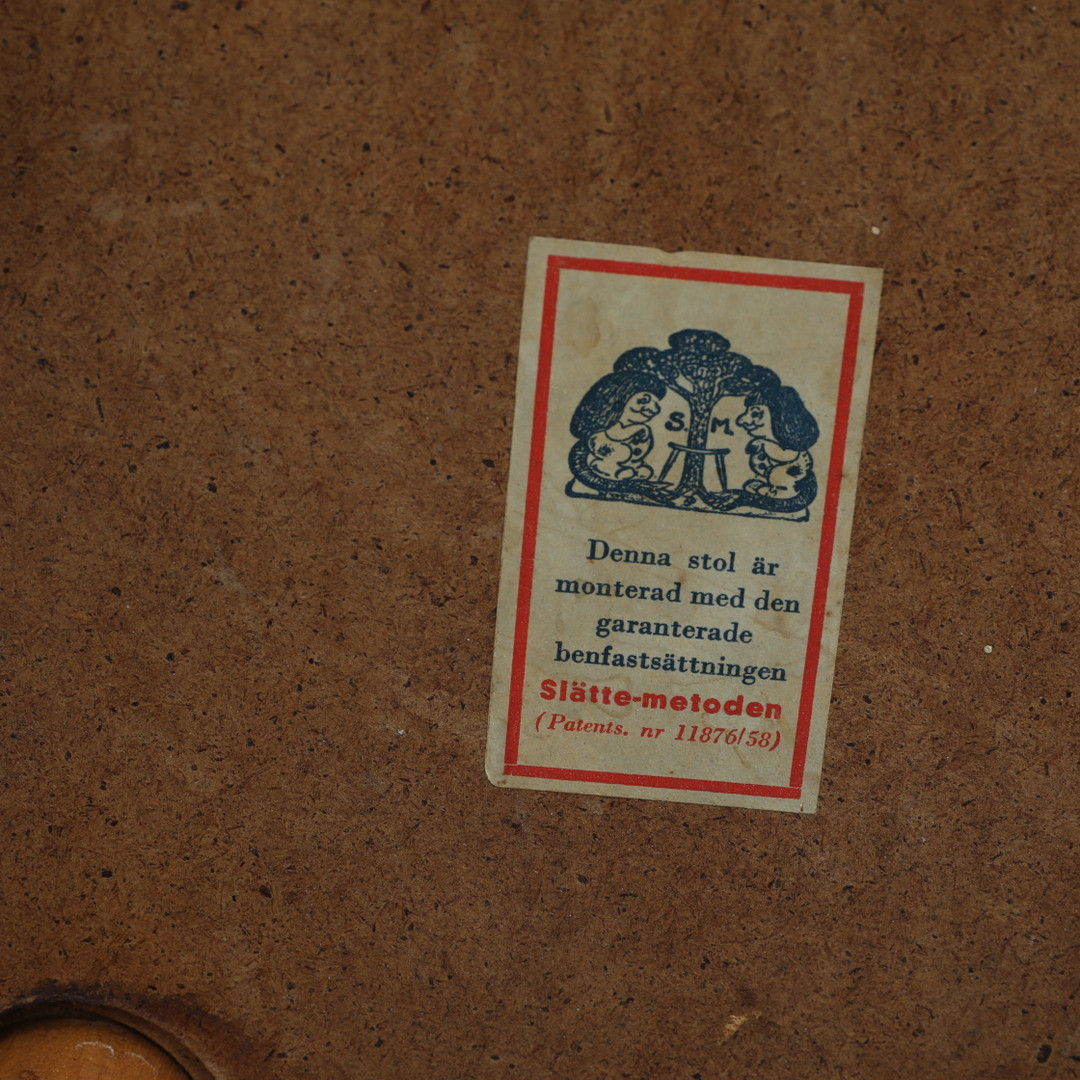 S. M.
Denna stol är
monterad med den
garanterade
benfastsättningen
Slätte-metoden
(Patents. nr 11876/58)